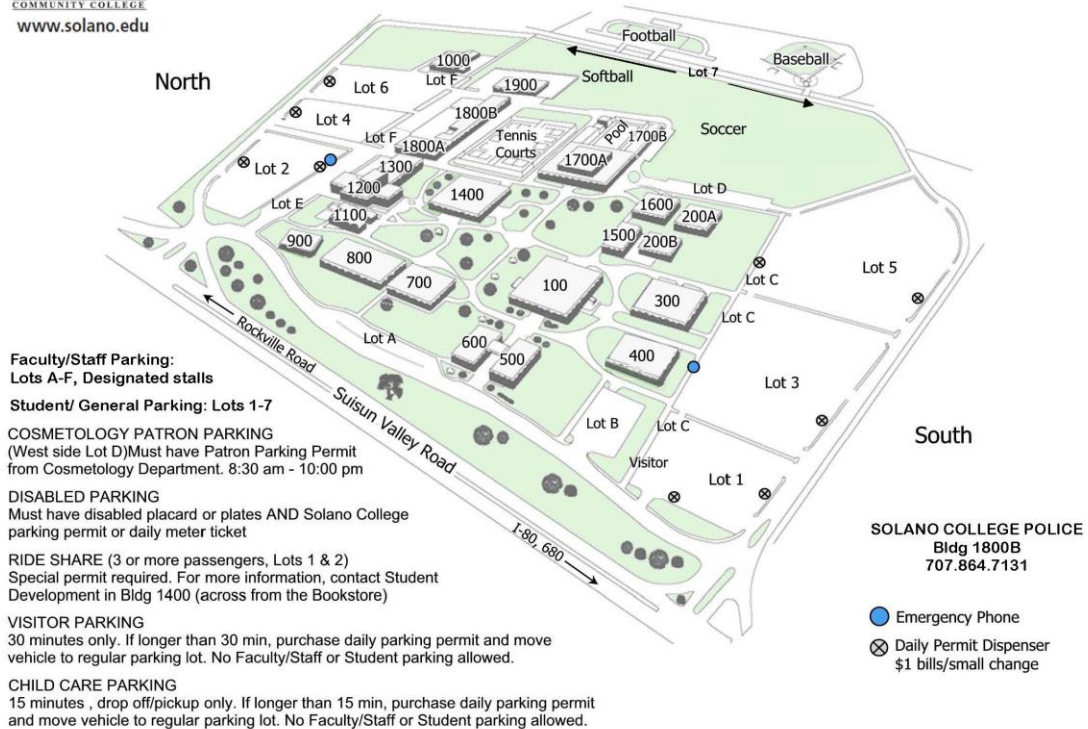 COMMUNITY COLLEGE
www.solano.edu
North
Football
Baseball
Lot 7
Softball
Soccer
1000
Lot F
Lot 6
1900
Lot 4
1800B
Lot F
1800A
Tennis
Courts
Pool
1700B
1700A
Lot 2
1300
1200
1400
Lot D
Lot E
1100
1600
200A
900
1500
200B
800
700
100
300
Lot C
Lot 5
Lot C
Lot A
600
500
400
Lot 3
Rockville Road
Suisun Valley Road
I-80, 680
Lot B
Lot C
Visitor
Lot 1
South
Faculty/Staff Parking:
Lots A-F, Designated stalls
Student/ General Parking: Lots 1-7
COSMETOLOGY PATRON PARKING
(West side Lot D)Must have Patron Parking Permit
from Cosmetology Department. 8:30 am - 10:00 pm
DISABLED PARKING
Must have disabled placard or plates AND Solano College
parking permit or daily meter ticket
RIDE SHARE (3 or more passengers, Lots 1 & 2)
Special permit required. For more information, contact Student
Development in Bldg 1400 (across from the Bookstore)
VISITOR PARKING
30 minutes only. If longer than 30 min, purchase daily parking permit and move
vehicle to regular parking lot. No Faculty/Staff or Student parking allowed.
CHILD CARE PARKING
15 minutes , drop off/pickup only. If longer than 15 min, purchase daily parking permit
and move vehicle to regular parking lot. No Faculty/Staff or Student parking allowed.
SOLANO COLLEGE POLICE
Bldg 1800B
707.864.7131
Emergency Phone
Daily Permit Dispenser
$1 bills/small change